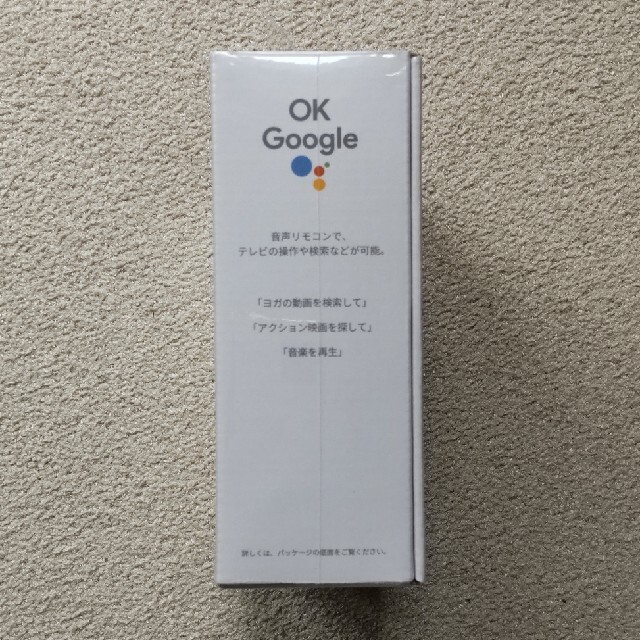 OK
Google
音声リモコンで、
テレビの操作や検索などが可能。
「ヨガの動画を検索して」
「アクション映画を探して」
「音楽を再生」
詳しくは、パッケージの底面をご覧ください。